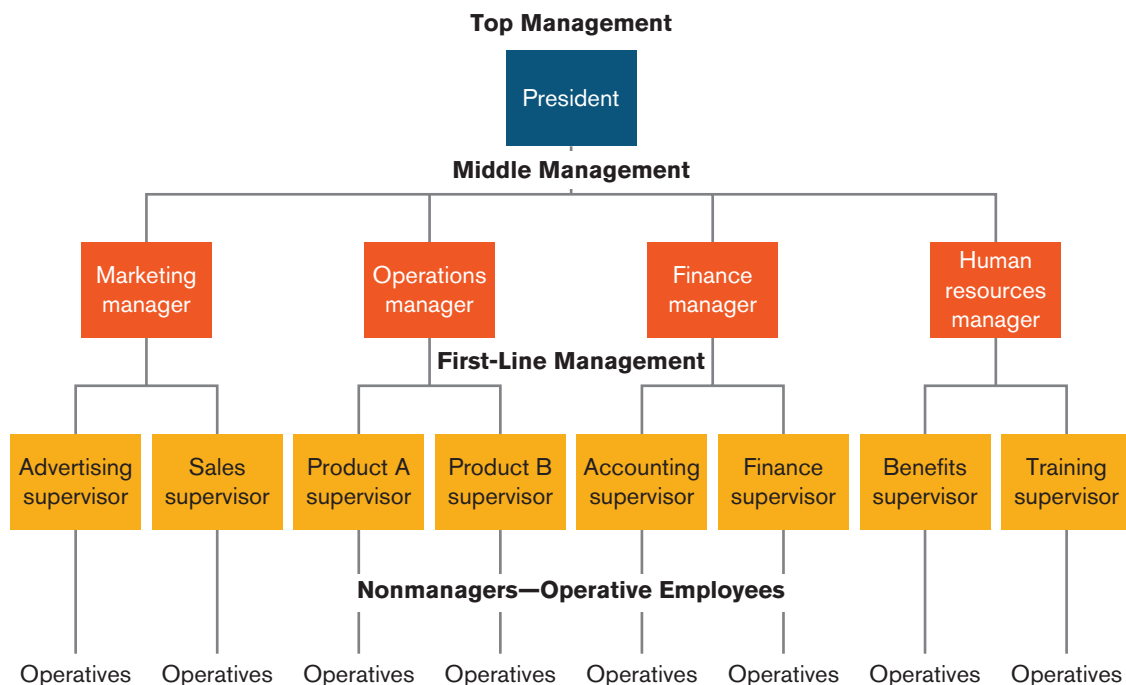 Top Management
President
Middle Management
Marketing
manager
Operations
manager
Finance
manager
Human
resources
manager
First-Line Management
Advertising
supervisor
Sales
supervisor
Product A
supervisor
Product B
supervisor
Accounting
supervisor
Finance
supervisor
Benefits
supervisor
Training
supervisor
Nonmanagers—Operative Employees
Operatives
Operatives
Operatives
Operatives
Operatives
Operatives
Operatives
Operatives